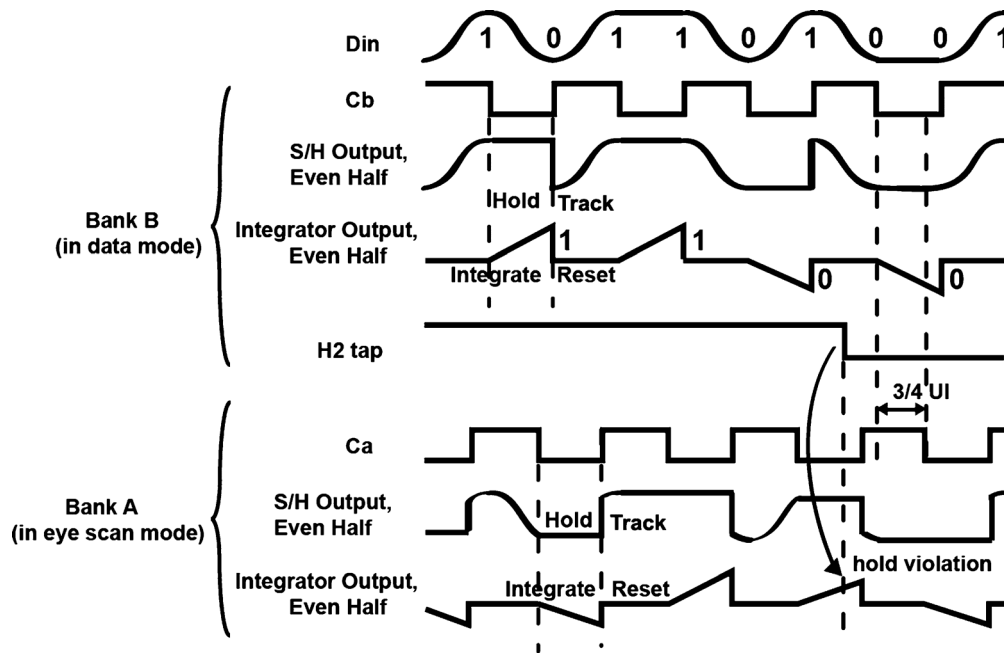 Din 1 0 1 1 0 1 0 0 1
Cb
S/H Output,
Even Half
Hold Track
Bank B
(in data mode)
Integrator Output,
Even Half
1 1 0 0
Integrate Reset
H2 tap
3/4 UI
Ca
Bank A
(in eye scan mode)
S/H Output,
Even Half
Hold Track
hold violation
Integrator Output,
Even Half
Integrate Reset